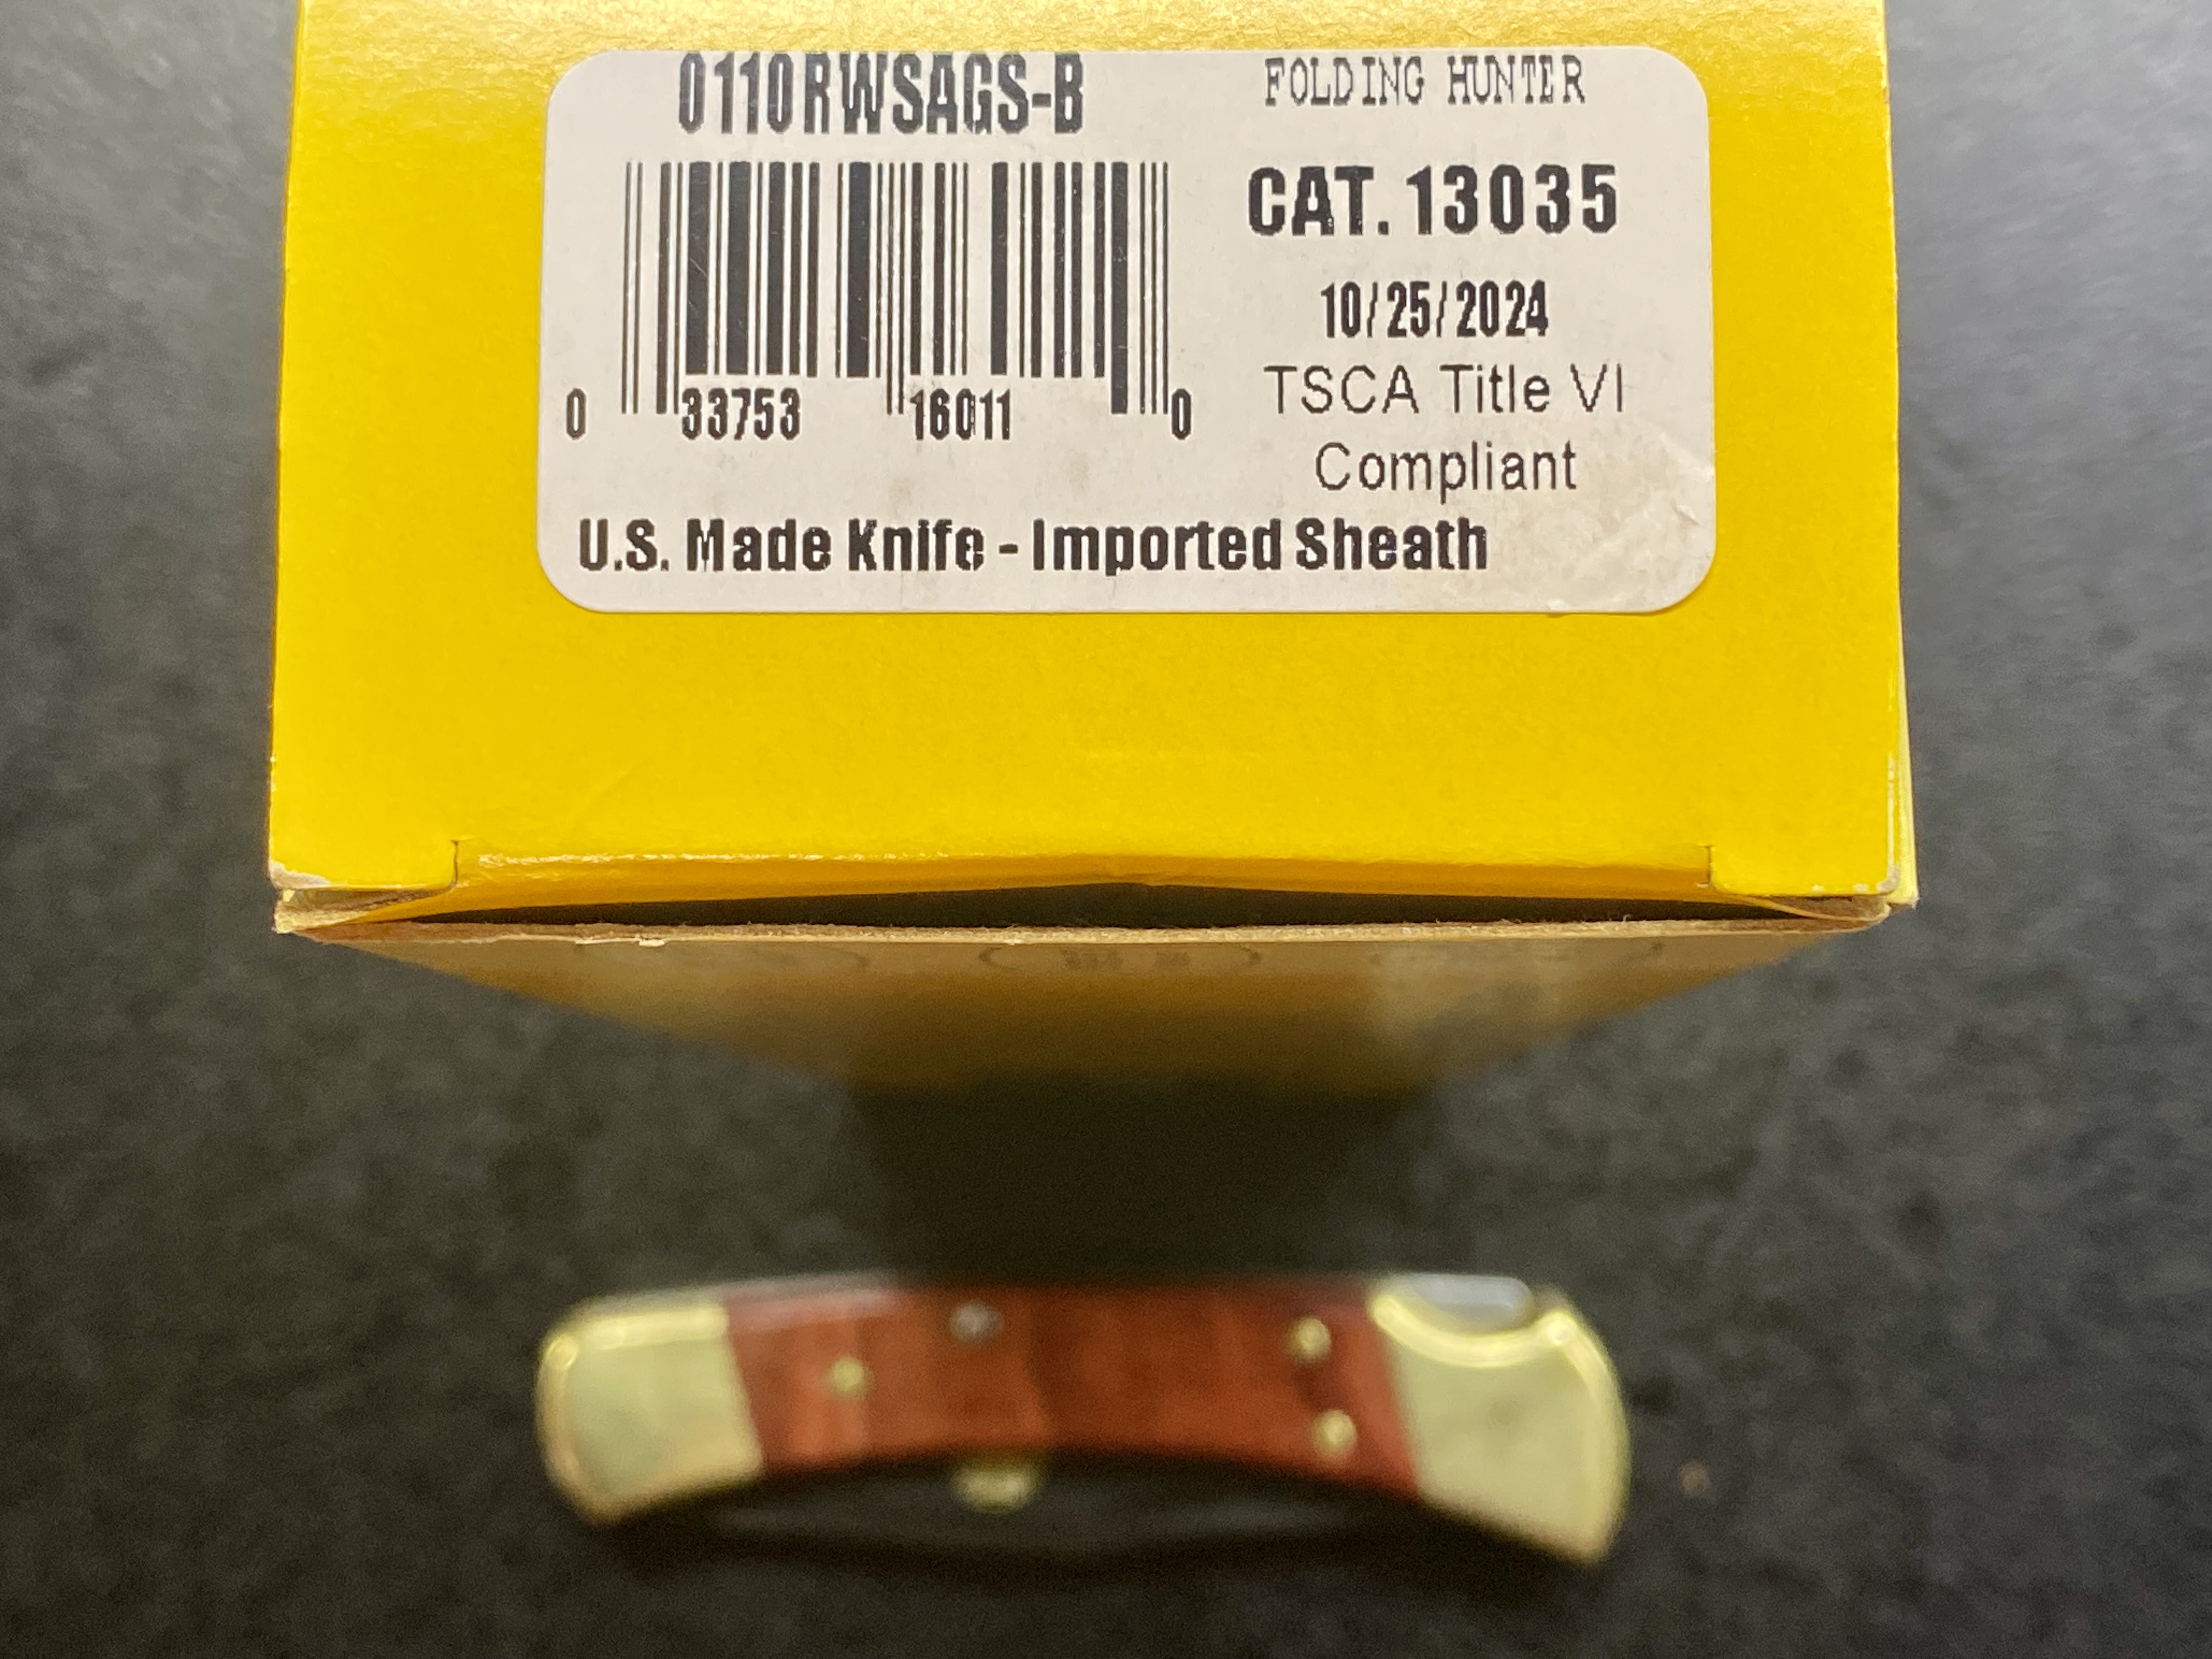 0110RWSAGS-B
FOLDING HUNTER
CAT. 13035
10/25/2024
TSCA Title VI
Compliant
0 33753 16011 0
U.S. Made Knife - Imported Sheath